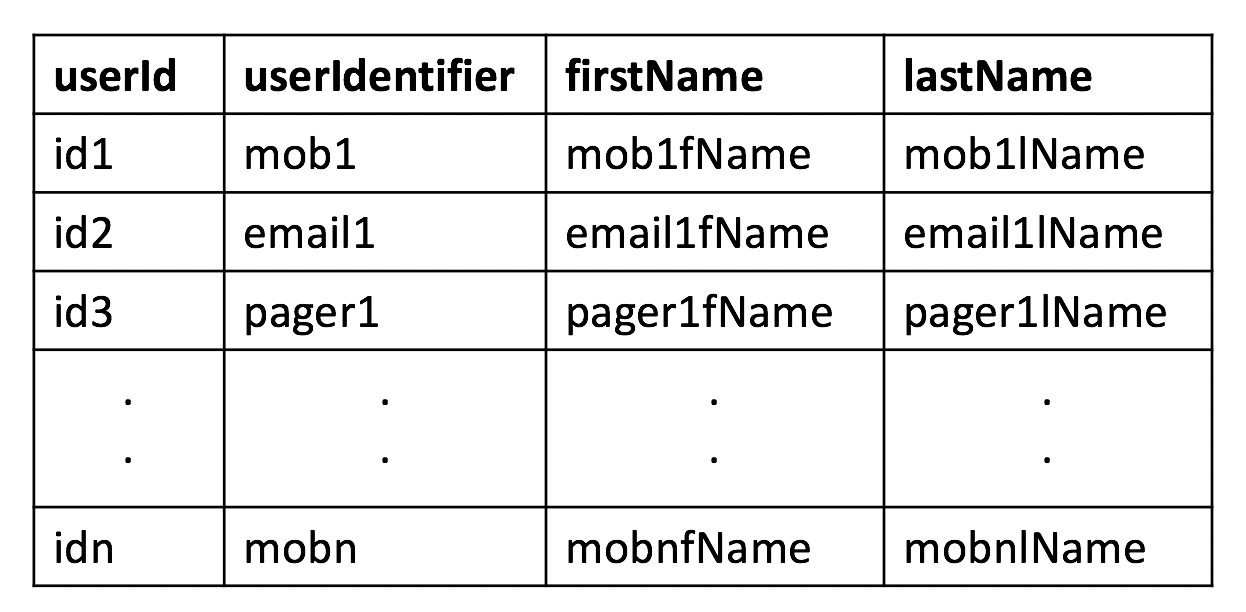 userId userIdentifier firstName lastName
id1 mob1 mob1fName mob1lName
id2 email1 email1fName email1lName
id3 pager1 pager1fName pager1lName
. . . .
. . . .
idn mobn mobnfName mobnlName